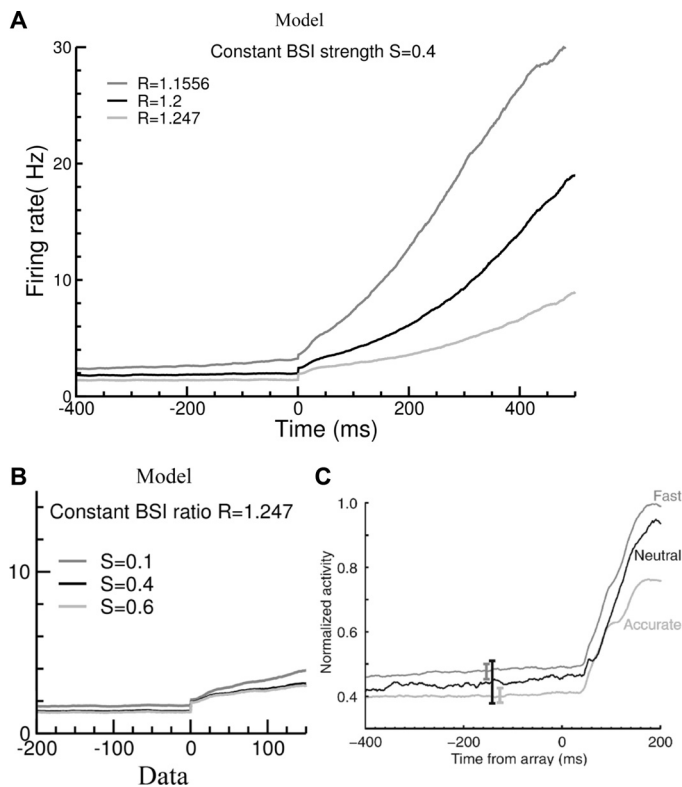 A
Model
Constant BSI strength S=0.4
R=1.1556
R=1.2
R=1.247
30
20
10
0
Firing rate( Hz)
-400 -200 0 200 400
Time (ms)
B
Model
Constant BSI ratio R=1.247
S=0.1
S=0.4
S=0.6
10
0
-200 -100 0 100
Data
C
Fast
Neutral
Accurate
1.0
0.8
0.6
0.4
Normalized activity
−400 −200 0 200
Time from array (ms)